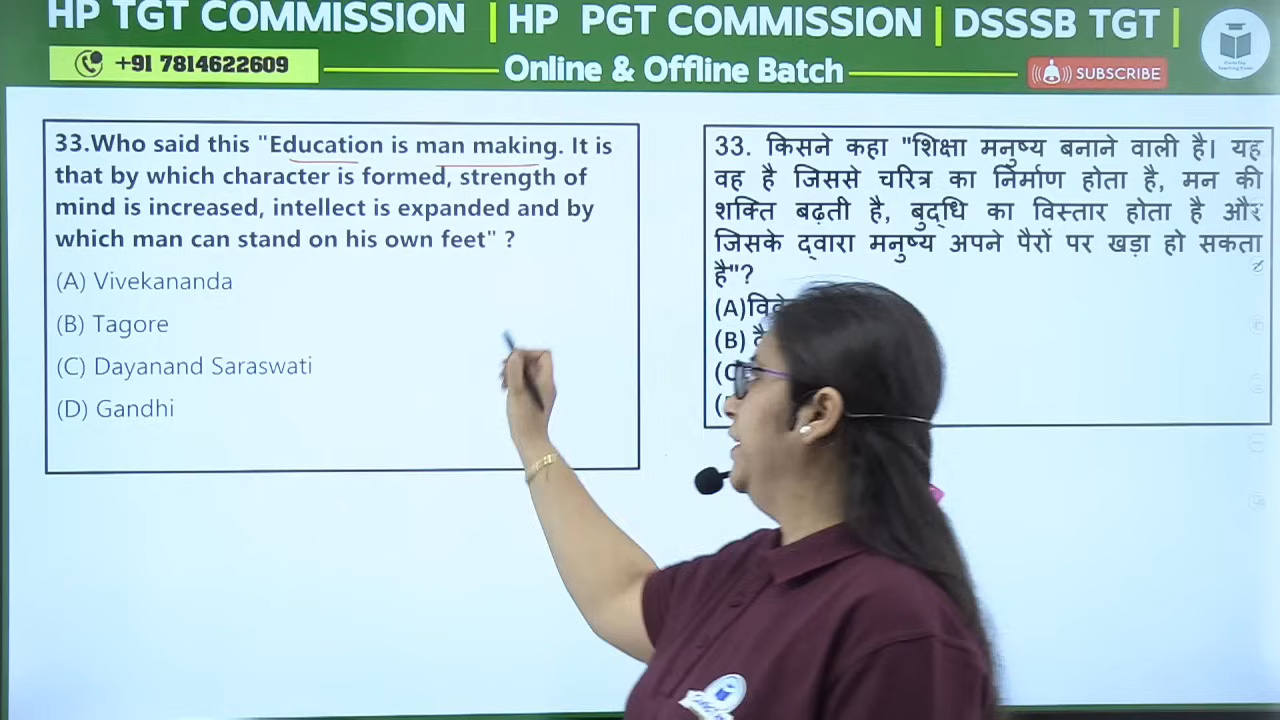 HP TGT COMMISSION | HP PGT COMMISSION | DSSSB TGT |
+91 7814622609
Online & Offline Batch
SUBSCRIBE
33.Who said this "Education is man making. It is
that by which character is formed, strength of
mind is increased, intellect is expanded and by
which man can stand on his own feet" ?
(A) Vivekananda
(B) Tagore
(C) Dayanand Saraswati
(D) Gandhi
33. किसने कहा "शिक्षा मनुष्य बनाने वाली है। यह
वह है जिससे चरित्र का निर्माण होता है, मन की
शक्ति बढ़ती है, बुद्धि का विस्तार होता है और
जिसके द्वारा मनुष्य अपने पैरों पर खड़ा हो सकता
है"?
(A)
(B)